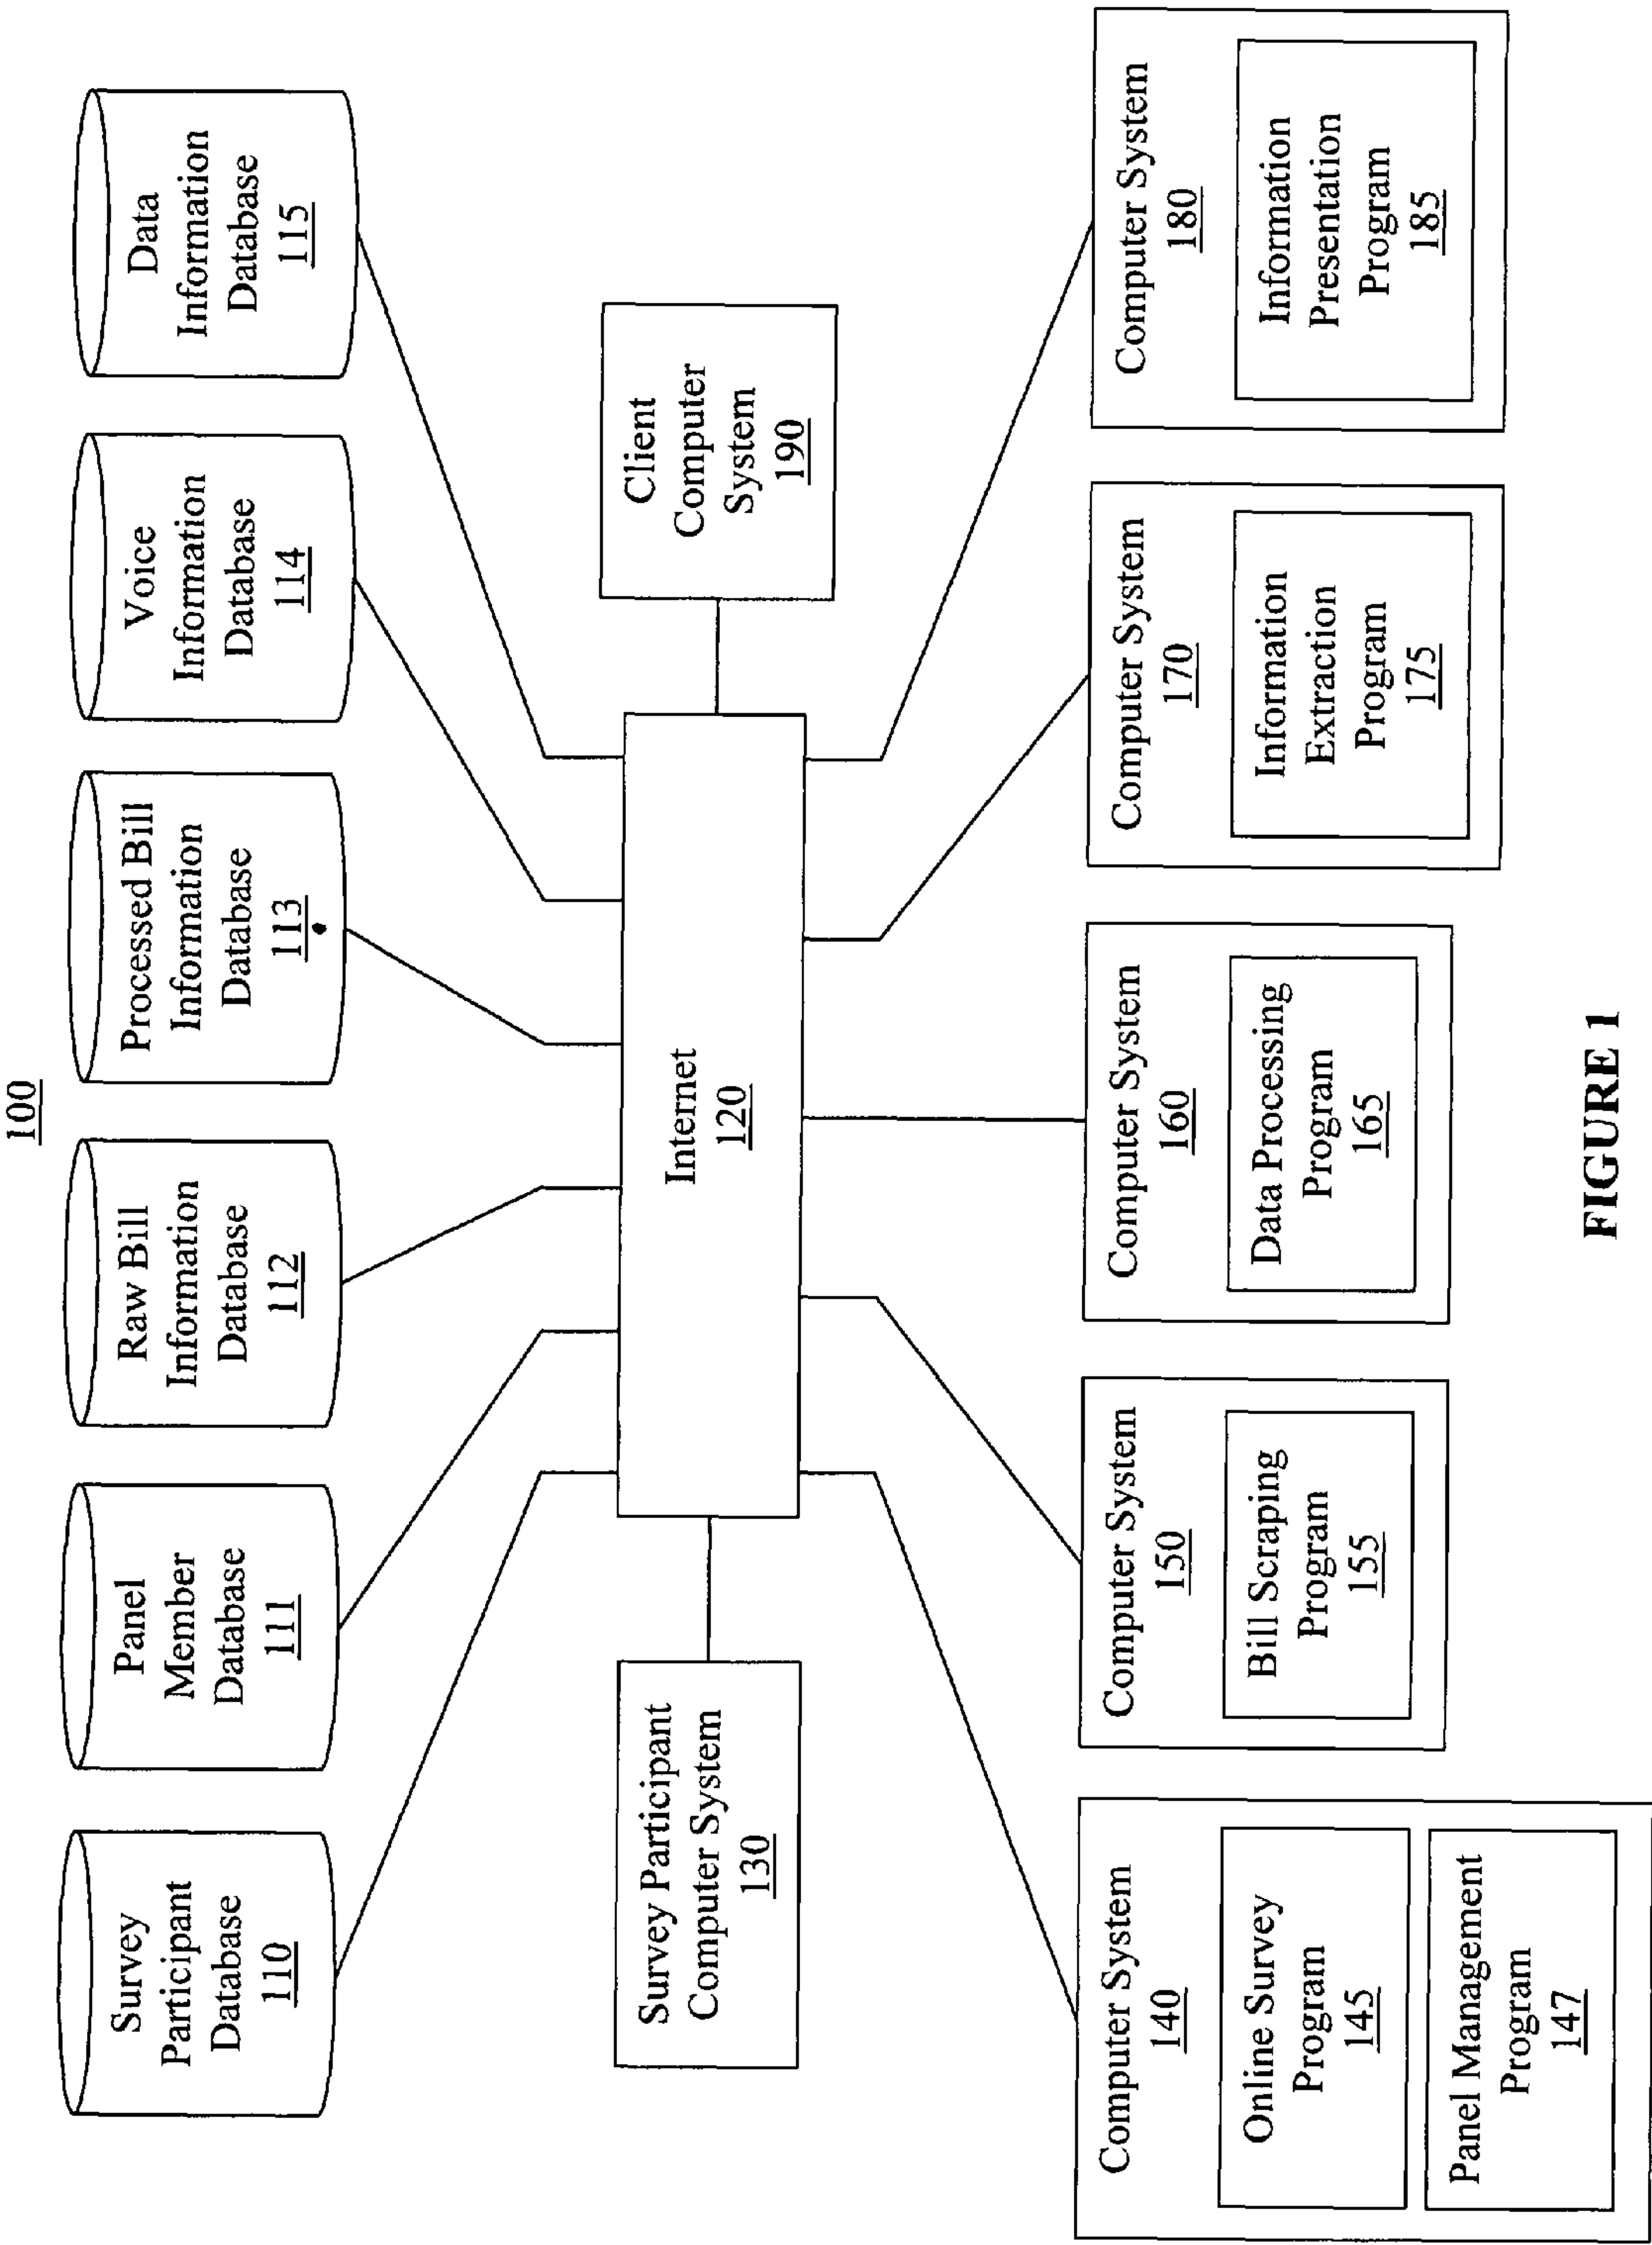 100
Survey
Participant
Database
110
Panel
Member
Database
111
Raw Bill
Information
Database
112
Processed Bill
Information
Database
113
Voice
Information
Database
114
Data
Information
Database
115
Internet
120
Survey Participant
Computer System
130
Client
Computer
System
190
Computer System
140
Online Survey
Program
145
Panel Management
Program
147
Computer System
150
Bill Scraping
Program
155
Computer System
160
Data Processing
Program
165
Computer System
170
Information
Extraction
Program
175
Computer System
180
Information
Presentation
Program
185
FIGURE 1